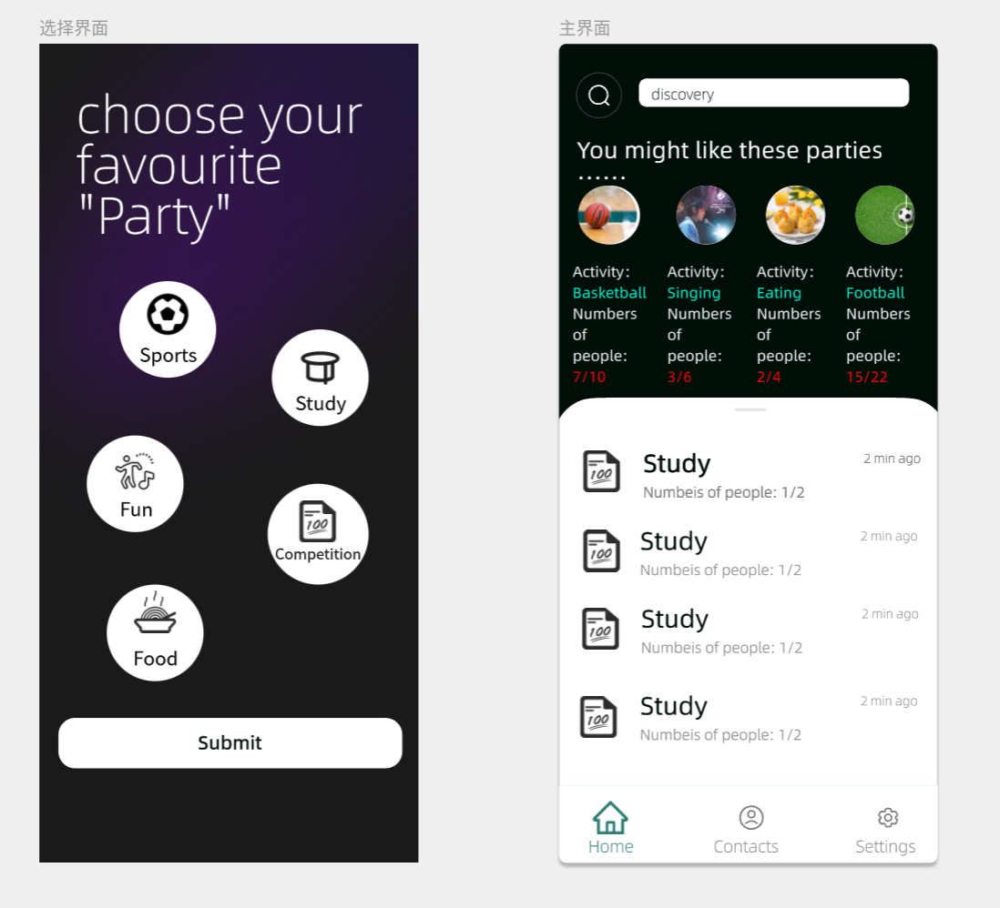 选择界面
choose your
favourite
"Party"
Sports
Study
Fun
Competition
Food
Submit
主界面
discovery
You might like these parties
......
Activity:
Basketball
Numbers
of
people:
7/10
Activity:
Singing
Numbers
of
people:
3/6
Activity:
Eating
Numbers
of
people:
2/4
Activity:
Football
Numbers
of
people:
15/22
100
Study
2 min ago
Numbeis of people: 1/2
100
Study
2 min ago
Numbeis of people: 1/2
100
Study
2 min ago
Numbeis of people: 1/2
100
Study
2 min ago
Numbeis of people: 1/2
Home
Contacts
Settings